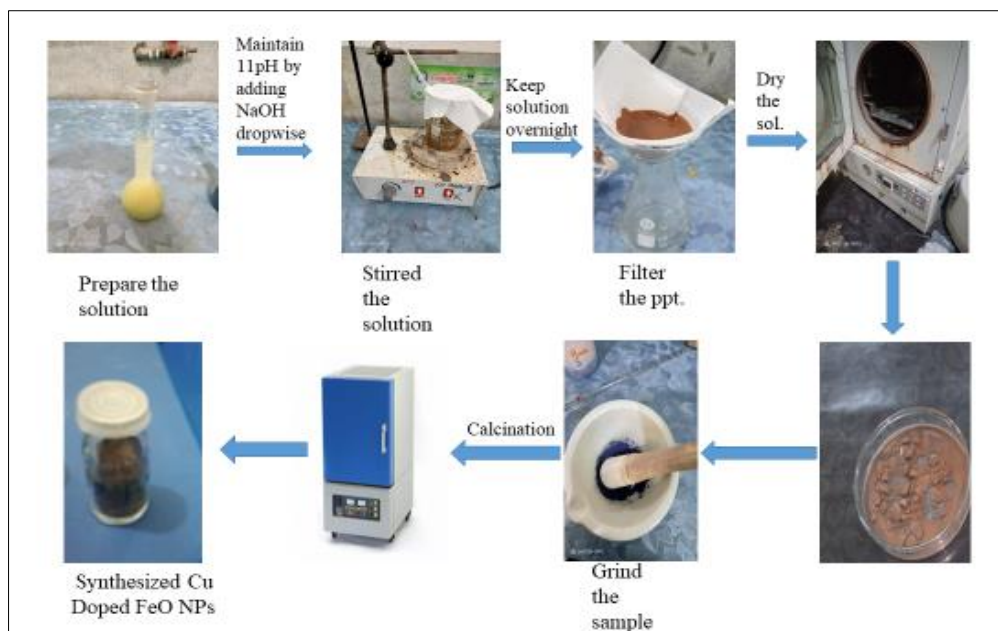 Maintain
11pH by
adding
NaOH
dropwise
Keep
solution
overnight
Dry
the
sol.
Prepare the
solution
Stirred
the
solution
Filter
the ppt.
Calcination
Synthesized Cu
Doped FeO NPs
Grind
the
sample